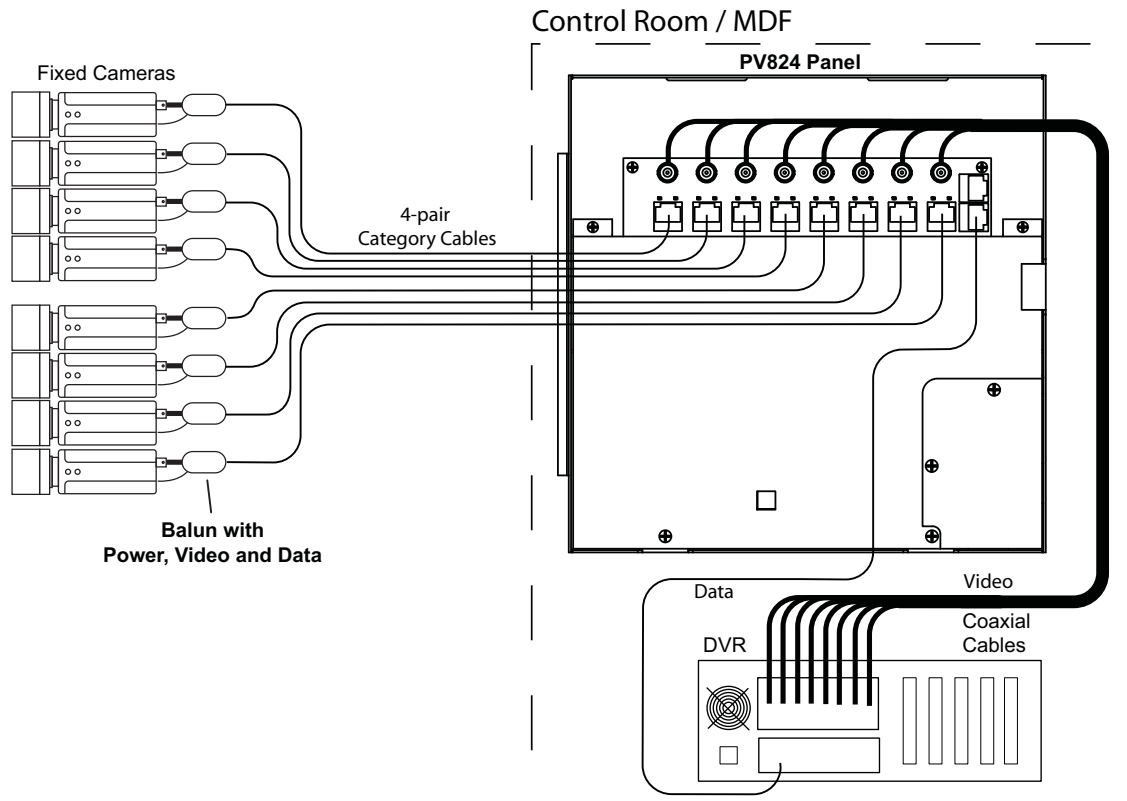 Control Room / MDF
PV824 Panel
Fixed Cameras
4-pair
Category Cables
Balun with
Power, Video and Data
Data
Video
Coaxial
Cables
DVR